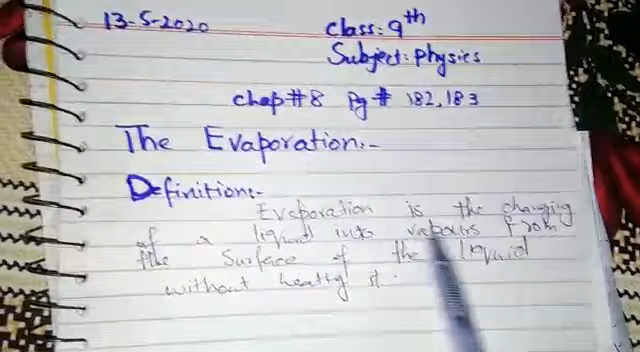 13-5-2020
Class: 9th
Subject: Physics
Chap #8 Pg # 182,183
The Evaporation:-
Definition:-
Evaporation is the changing
of a liquid into vapours from
the surface of the liquid
without heatig it.